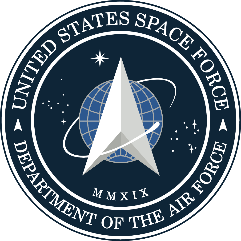 UNITED STATES SPACE FORCE
MMXIX
DEPARTMENT OF THE AIR FORCE